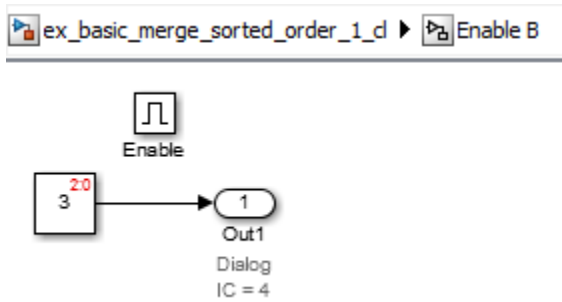 ex_basic_merge_sorted_order_1_cl Enable B
Enable
2:0
3
1
Out1
Dialog
IC = 4